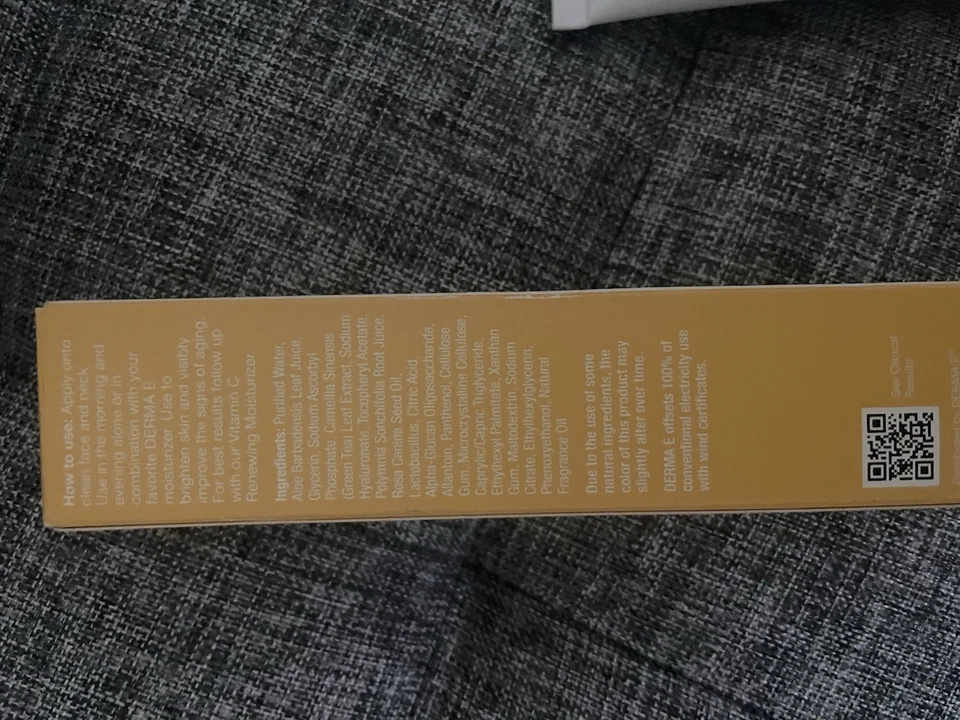 How to use: Apply onto
clean face and neck.
Use in the morning and
evening alone or in
combination with your
favorite DERMA E
moisturizer. Use to
brighten skin and visibly
improve the signs of aging.
For best results follow up
with our Vitamin C
Renewing Moisturizer.
Ingredients: Purified Water,
Aloe Barbadensis Leaf Juice,
Glycerin, Sodium Ascorbyl
Phosphate, Camellia Sinensis
(Green Tea) Leaf Extract, Sodium
Hyaluronate, Tocopheryl Acetate,
Polymnia Sonchifolia Root Juice,
Rosa Canina Seed Oil,
Lactobacillus, Citric Acid,
Alpha-Glucan Oligosaccharide,
Allantoin, Panthenol, Cellulose
Gum, Microcrystalline Cellulose,
Caprylic/Capric Triglyceride,
Ethylhexyl Palmitate, Xanthan
Gum, Maltodextrin, Sodium
Citrate, Ethylhexylglycerin,
Phenoxyethanol, Natural
Fragrance Oil.
Due to the use of some
natural ingredients, the
color of this product may
slightly alter over time.
DERMA E offsets 100% of
conventional electricity use
with wind certificates.
See Clinical
Results